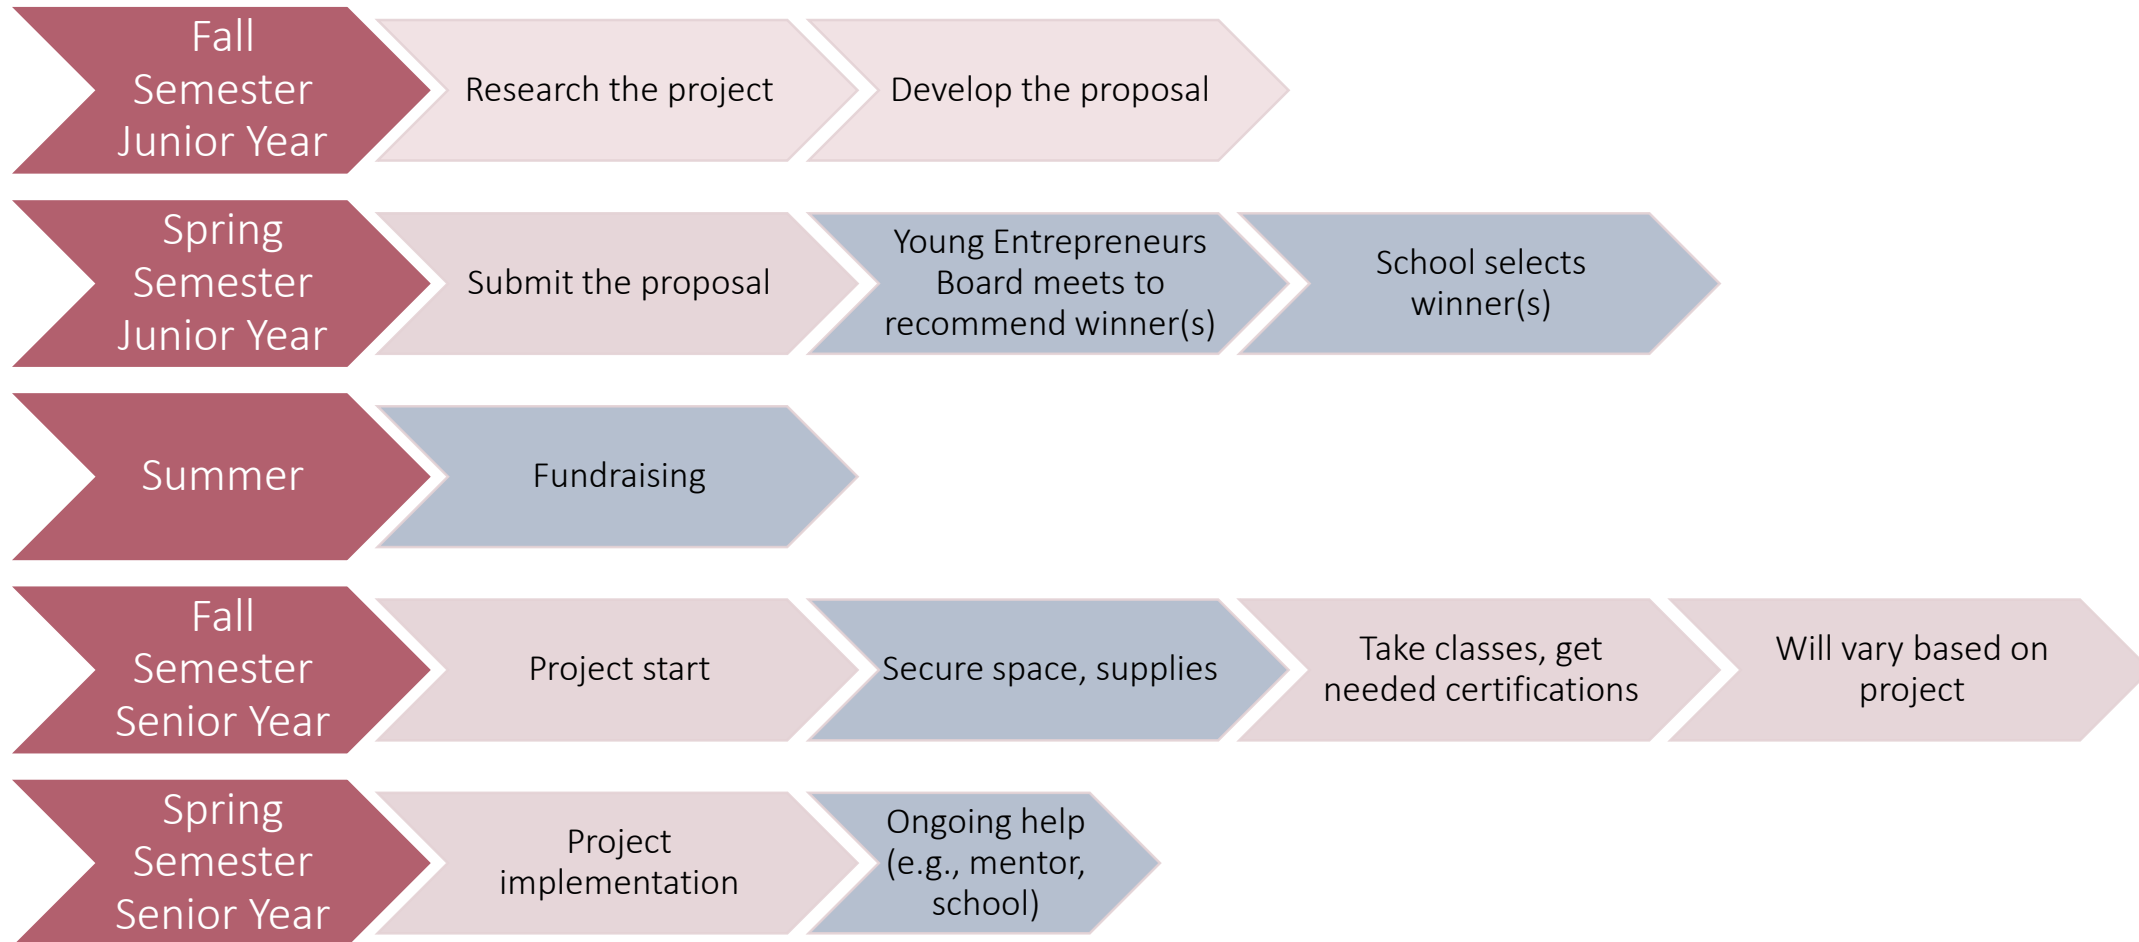 Fall
Semester
Junior Year
Research the project
Develop the proposal
Spring
Semester
Junior Year
Submit the proposal
Young Entrepreneurs
Board meets to
recommend winner(s)
School selects
winner(s)
Summer
Fundraising
Fall
Semester
Senior Year
Project start
Secure space, supplies
Take classes, get
needed certifications
Will vary based on
project
Spring
Semester
Senior Year
Project
implementation
Ongoing help
(e.g., mentor,
school)